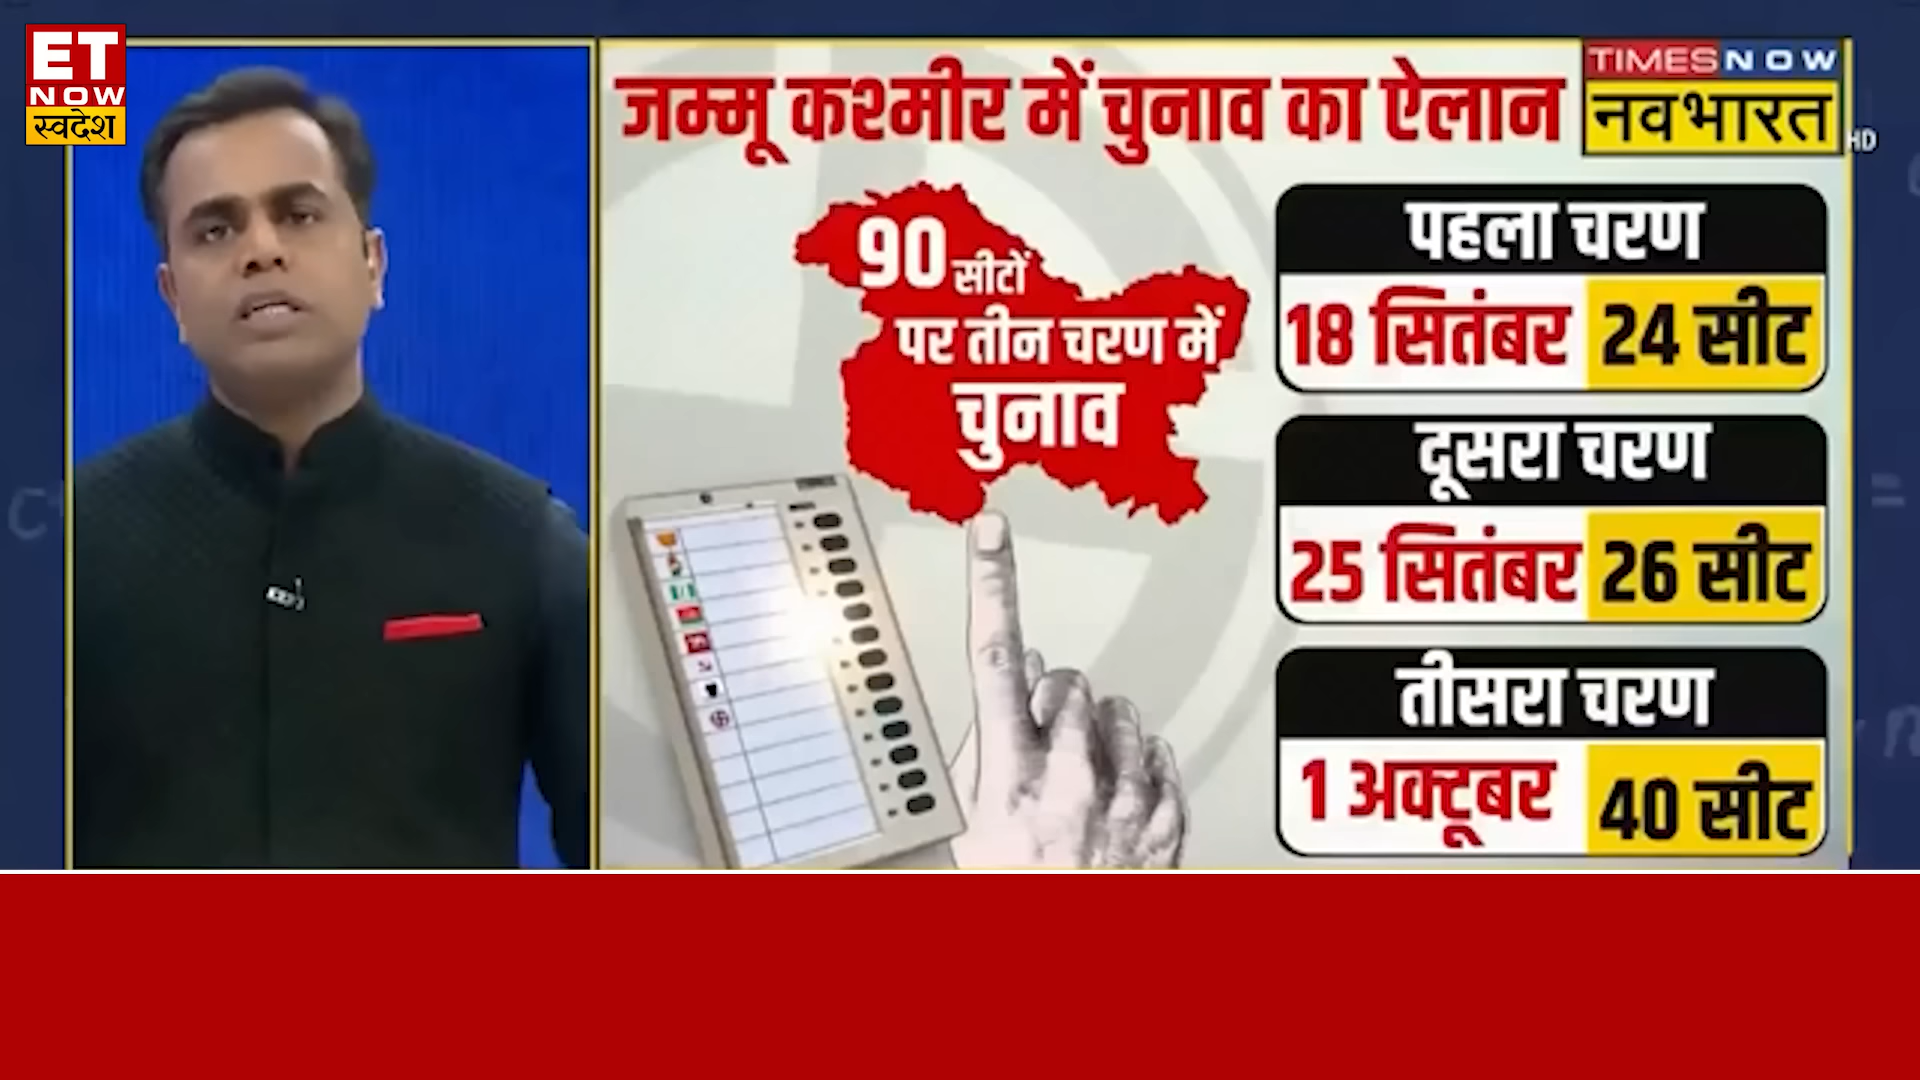 ET
NOW
स्वदेश
जम्मू कश्मीर में चुनाव का ऐलान
TIMES NOW
नवभारत
HD
90 सीटों
पर तीन चरण में
चुनाव
पहला चरण
18 सितंबर 24 सीट
दूसरा चरण
25 सितंबर 26 सीट
तीसरा चरण
1 अक्टूबर 40 सीट